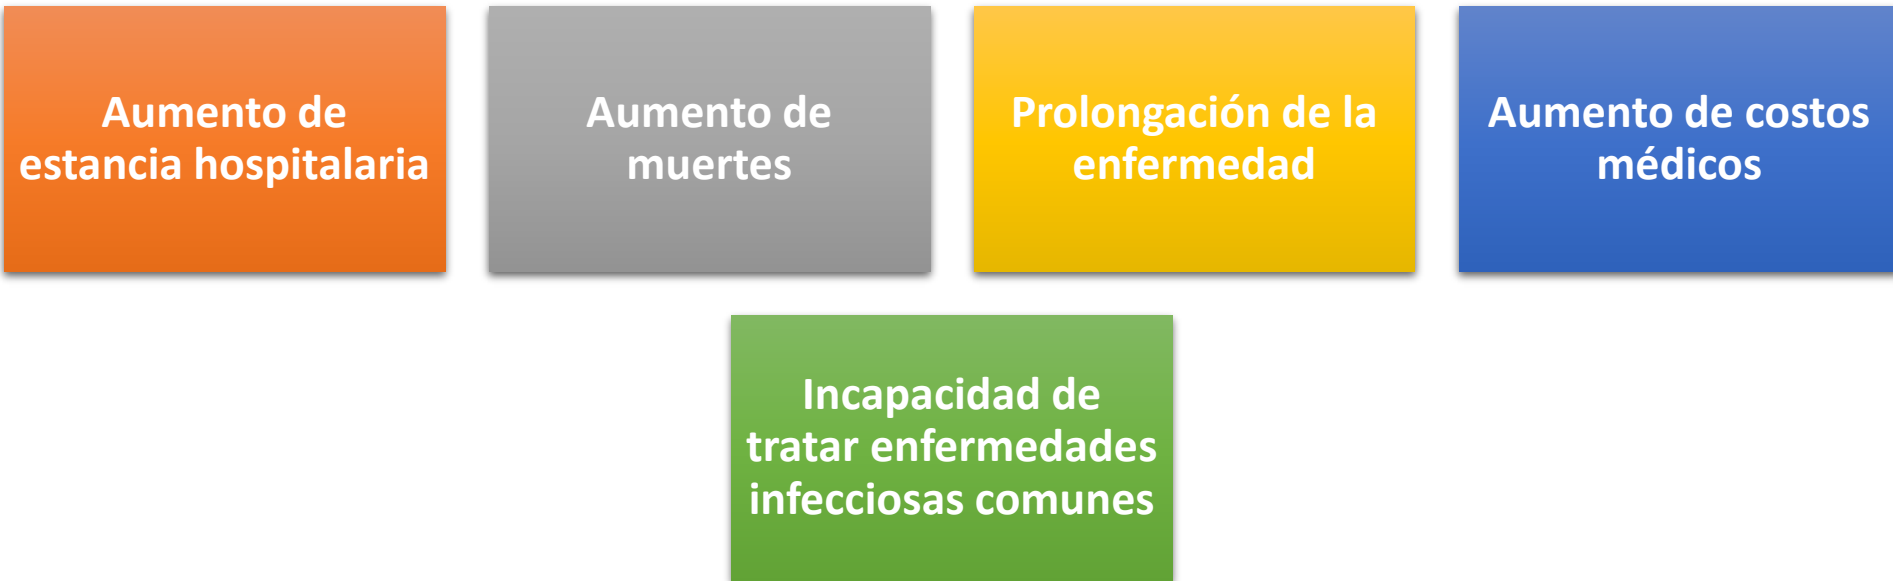 Aumento de
estancia hospitalaria
Aumento de
muertes
Prolongación de la
enfermedad
Aumento de costos
médicos
Incapacidad de
tratar enfermedades
infecciosas comunes